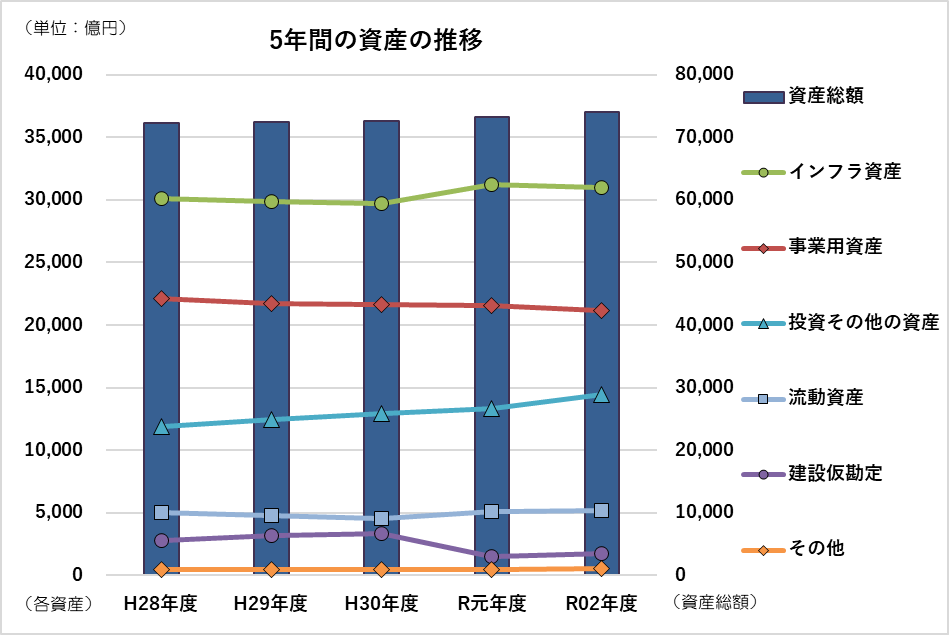 （単位：億円）
5年間の資産の推移
40,000
35,000
30,000
25,000
20,000
15,000
10,000
5,000
0
（各資産）
H28年度
H29年度
H30年度
R元年度
R02年度
80,000
70,000
60,000
50,000
40,000
30,000
20,000
10,000
0
（資産総額）
資産総額
インフラ資産
事業用資産
投資その他の資産
流動資産
建設仮勘定
その他